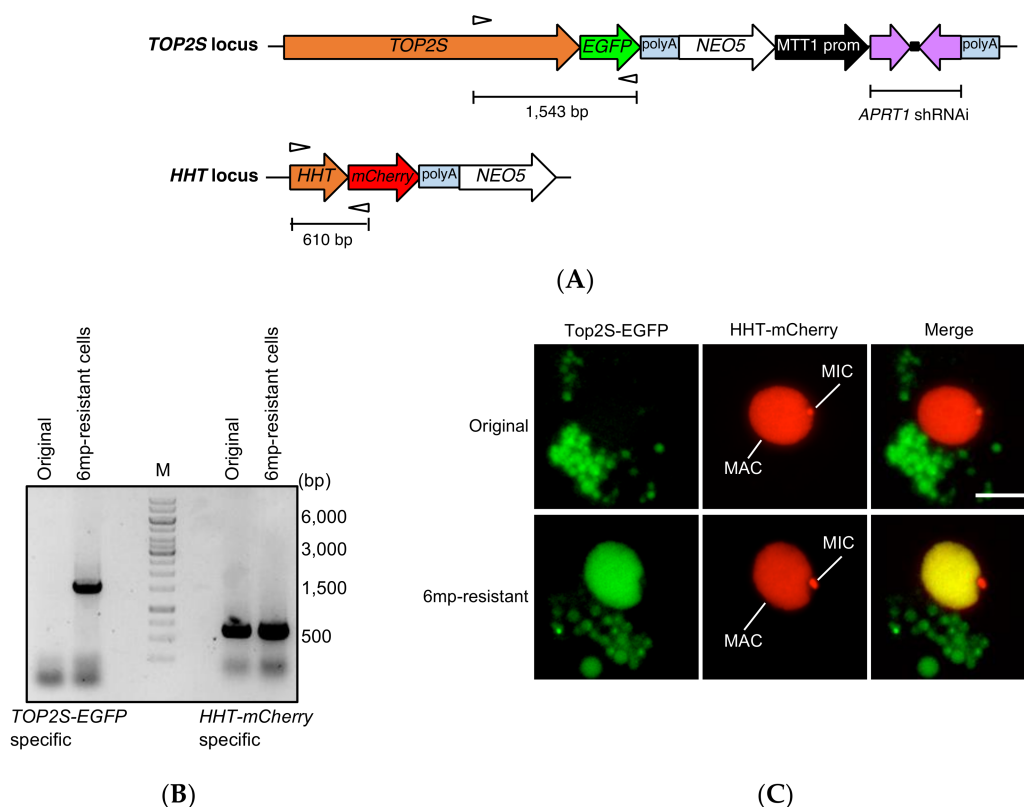 TOP2S locus
TOP2S
EGFP
polyA
NEO5
MTT1 prom
polyA
1,543 bp
APRT1 shRNAi
HHT locus
HHT
mCherry
polyA
NEO5
610 bp
(A)
Original
6mp-resistant cells
M
Original
6mp-resistant cells
(bp)
6,000
3,000
1,500
500
TOP2S-EGFP
specific
HHT-mCherry
specific
(B)
Top2S-EGFP
HHT-mCherry
Merge
Original
MIC
MAC
6mp-resistant
MIC
MAC
(C)